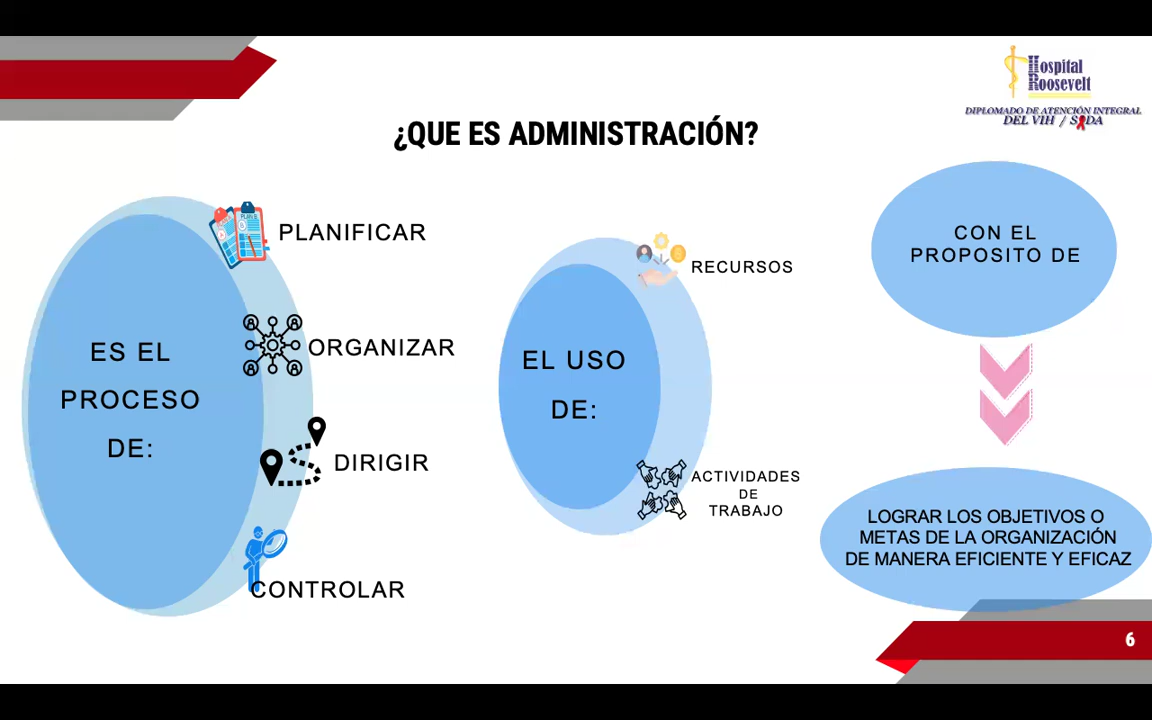 Hospital
Roosevelt
DIPLOMADO DE ATENCIÓN INTEGRAL
DEL VIH / SIDA
¿QUE ES ADMINISTRACIÓN?
ES EL
PROCESO
DE:
PLANIFICAR
ORGANIZAR
DIRIGIR
CONTROLAR
EL USO
DE:
RECURSOS
ACTIVIDADES
DE
TRABAJO
CON EL
PROPOSITO DE
LOGRAR LOS OBJETIVOS O
METAS DE LA ORGANIZACIÓN
DE MANERA EFICIENTE Y EFICAZ
6